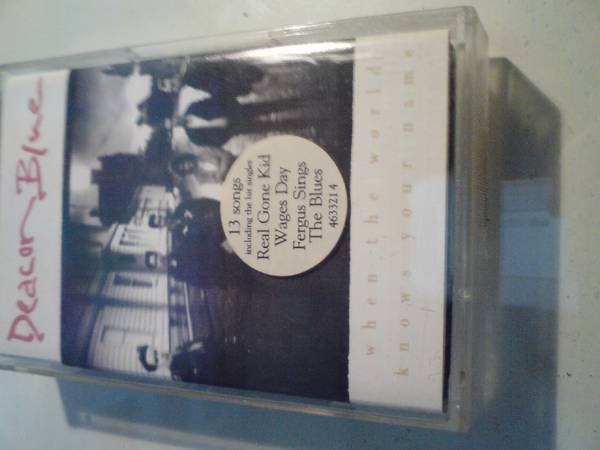 Deacon Blue
13 songs
including the hit singles
Real Gone Kid
Wages Day
Fergus Sings
The Blues
4633214
when the world
knows your name